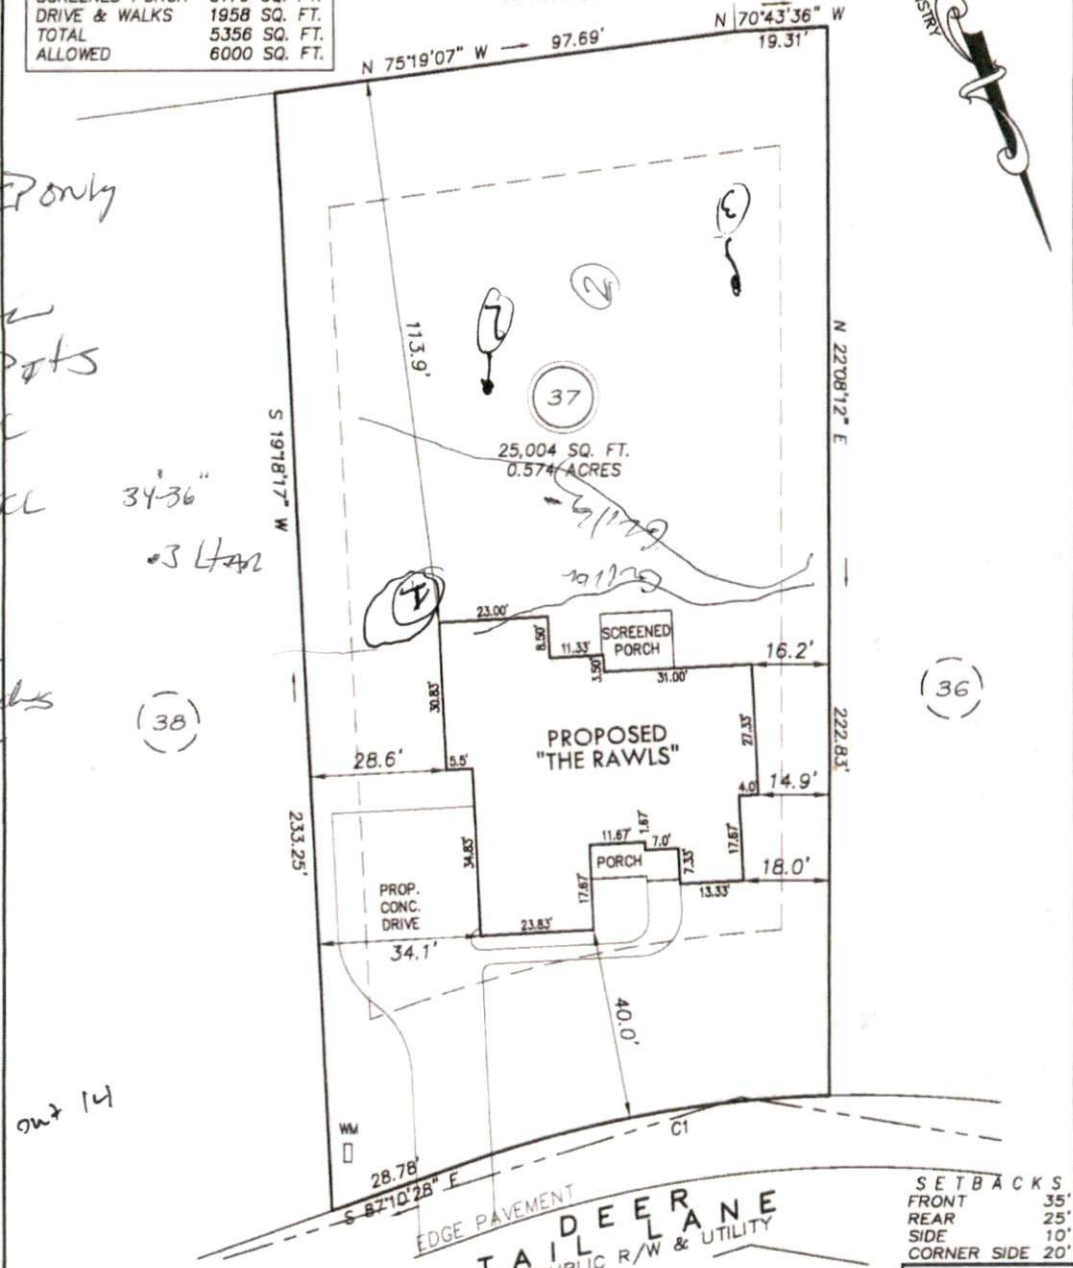 DRIVE & WALKS 1958 SQ. FT.
TOTAL 5356 SQ. FT.
ALLOWED 6000 SQ. FT.
N 70°43'36" W
19.31'
N 75°19'07" W
97.69'
only
3
2
2
113.9'
37
25,004 SQ. FT.
0.574 ACRES
N 22°08'12" E
S 19°18'17" W
34-36"
1
23.00'
8.50'
11.33'
3.50'
SCREENED
PORCH
31.00'
16.2'
36
38
30.83'
PROPOSED
"THE RAWLS"
27.33'
222.83'
28.6'
5.5'
4.0'
14.9'
233.25'
34.83'
11.67'
1.67'
7.0'
PORCH
7.33'
17.67'
18.0'
13.33'
17.67'
PROP.
CONC.
DRIVE
23.83'
34.1'
40.0'
14
WM
C1
28.78'
S 87°10'28" E
EDGE PAVEMENT
DEER
TAIL LANE
R/W & UTILITY
SETBACKS
FRONT 35'
REAR 25'
SIDE 10'
CORNER SIDE 20'